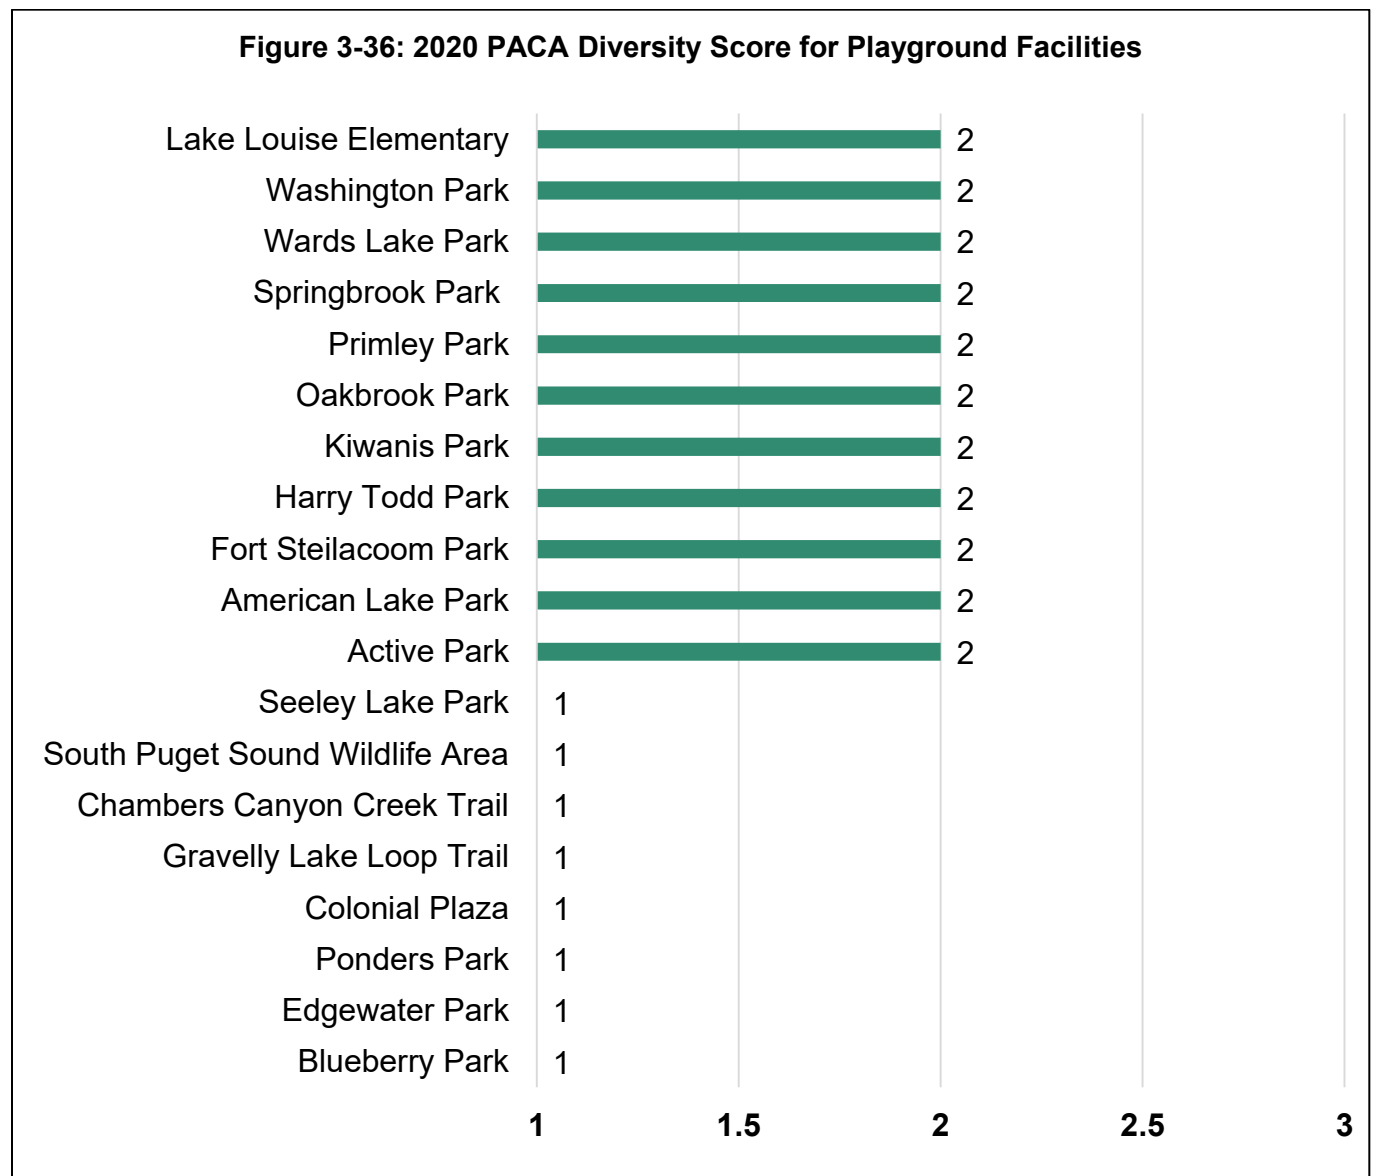 Figure 3-36: 2020 PACA Diversity Score for Playground Facilities
Lake Louise Elementary 2
Washington Park 2
Wards Lake Park 2
Springbrook Park 2
Primley Park 2
Oakbrook Park 2
Kiwanis Park 2
Harry Todd Park 2
Fort Steilacoom Park 2
American Lake Park 2
Active Park 2
Seeley Lake Park 1
South Puget Sound Wildlife Area 1
Chambers Canyon Creek Trail 1
Gravelly Lake Loop Trail 1
Colonial Plaza 1
Ponders Park 1
Edgewater Park 1
Blueberry Park 1
1 1.5 2 2.5 3